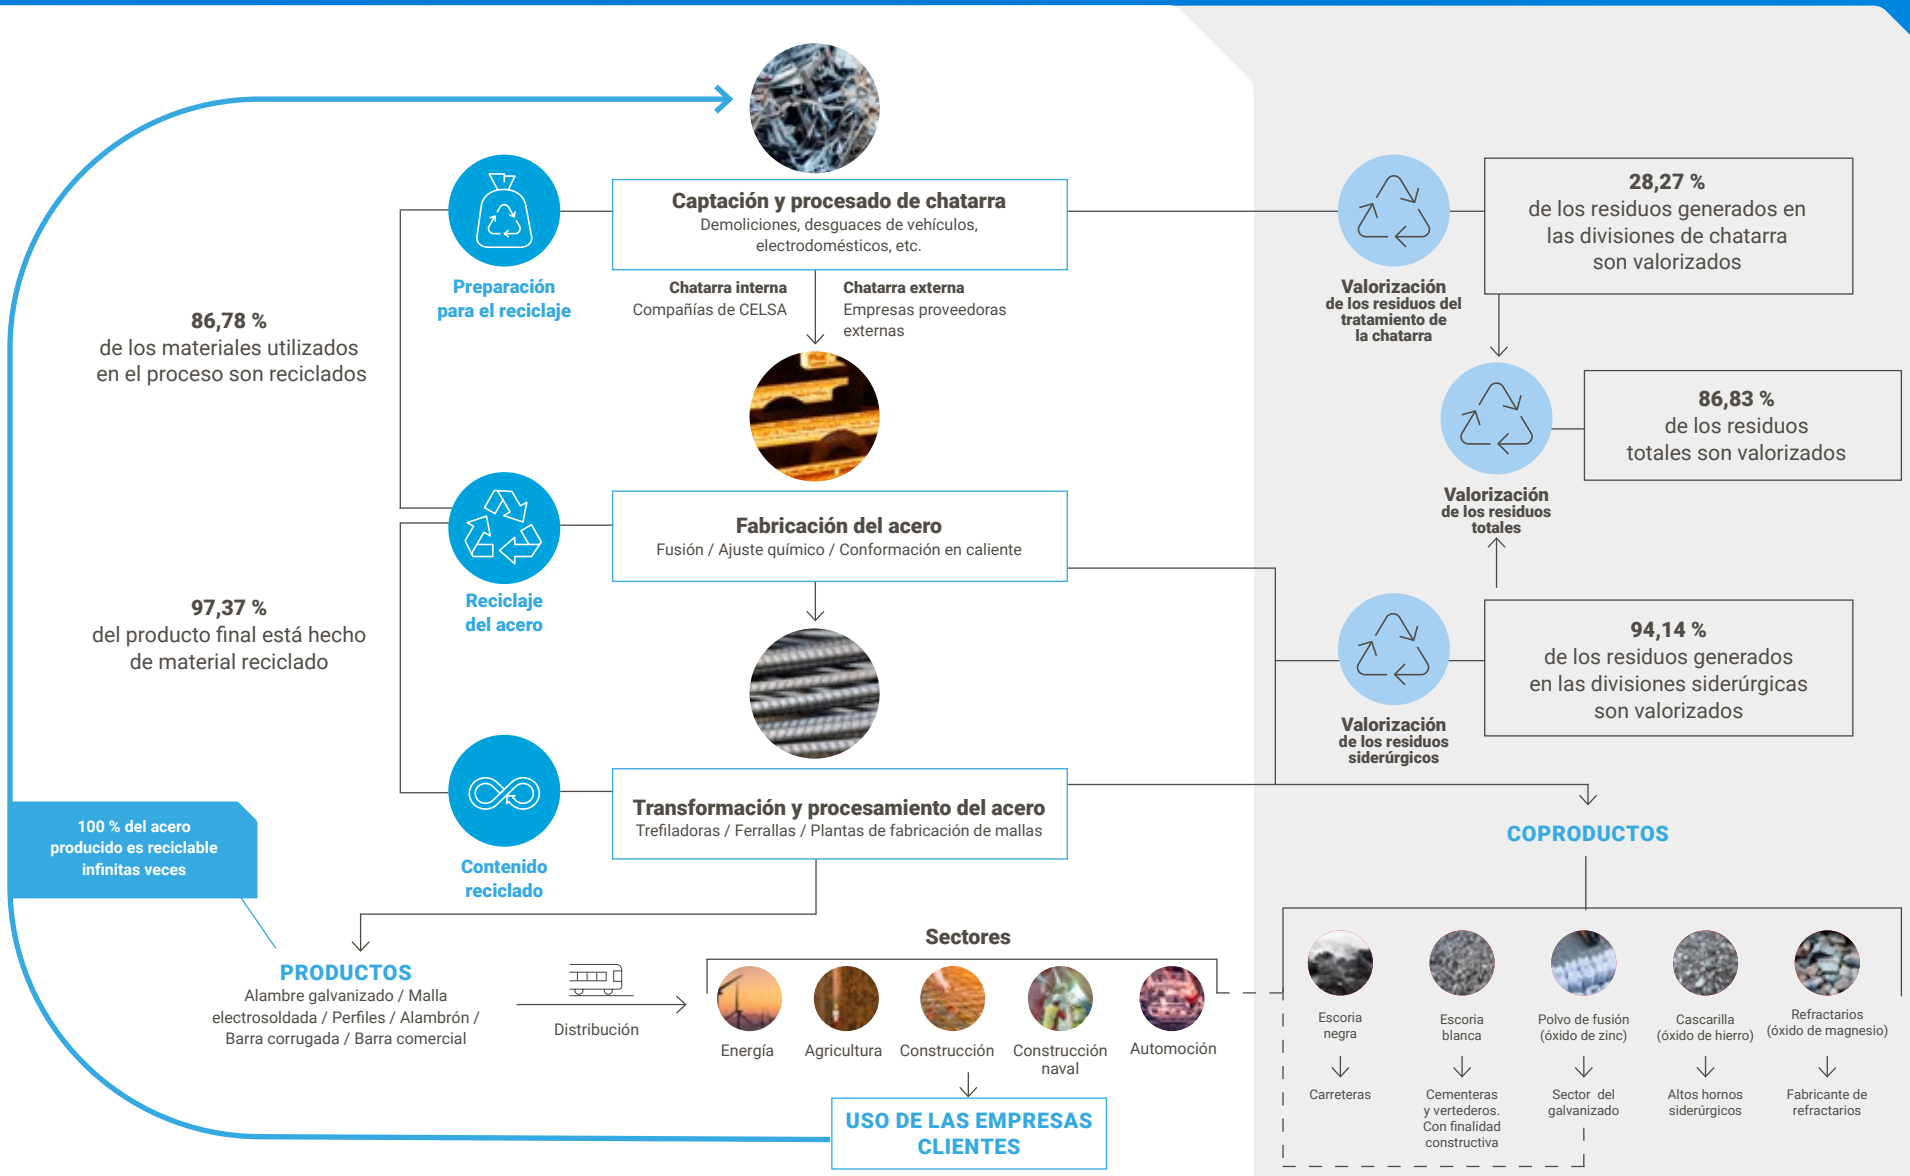 Captación y procesado de chatarra
Demoliciones, desguaces de vehículos,
electrodomésticos, etc.
Preparación
para el reciclaje
Chatarra interna
Compañías de CELSA
Chatarra externa
Empresas proveedoras
externas
86,78 %
de los materiales utilizados
en el proceso son reciclados
Fabricación del acero
Fusión / Ajuste químico / Conformación en caliente
Reciclaje
del acero
97,37 %
del producto final está hecho
de material reciclado
Transformación y procesamiento del acero
Trefiladoras / Ferrallas / Plantas de fabricación de mallas
Contenido
reciclado
100 % del acero
producido es reciclable
infinitas veces
PRODUCTOS
Alambre galvanizado / Malla
electrosoldada / Perfiles / Alambrón /
Barra corrugada / Barra comercial
Distribución
Sectores
Energía
Agricultura
Construcción
Construcción
naval
Automoción
USO DE LAS EMPRESAS
CLIENTES
Valorización
de los residuos del
tratamiento de
la chatarra
28,27 %
de los residuos generados en
las divisiones de chatarra
son valorizados
Valorización
de los residuos
totales
86,83 %
de los residuos
totales son valorizados
Valorización
de los residuos
siderúrgicos
94,14 %
de los residuos generados
en las divisiones siderúrgicas
son valorizados
COPRODUCTOS
Escoria
negra
Carreteras
Escoria
blanca
Cementeras
y vertederos.
Con finalidad
constructiva
Polvo de fusión
(óxido de zinc)
Sector del
galvanizado
Cascarilla
(óxido de hierro)
Altos hornos
siderúrgicos
Refractarios
(óxido de magnesio)
Fabricante de
refractarios